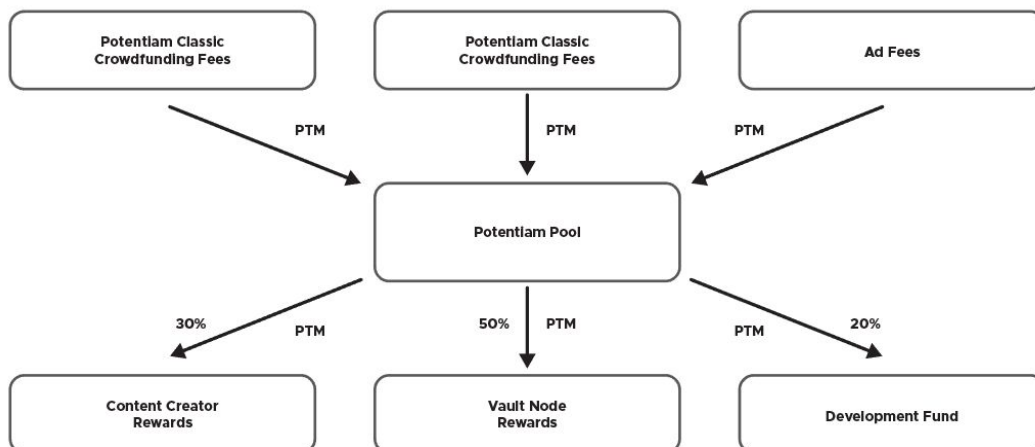 Potentiam Classic
Crowdfunding Fees
Potentiam Classic
Crowdfunding Fees
Ad Fees
PTM
PTM
PTM
Potentiam Pool
30%
PTM
50%
PTM
PTM
20%
Content Creator
Rewards
Vault Node
Rewards
Development Fund